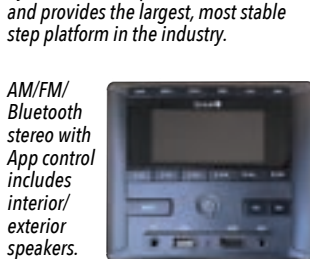 and provides the largest, most stable
step platform in the industry.
AM/FM/
Bluetooth
stereo with
App control
includes
interior/
exterior
speakers.